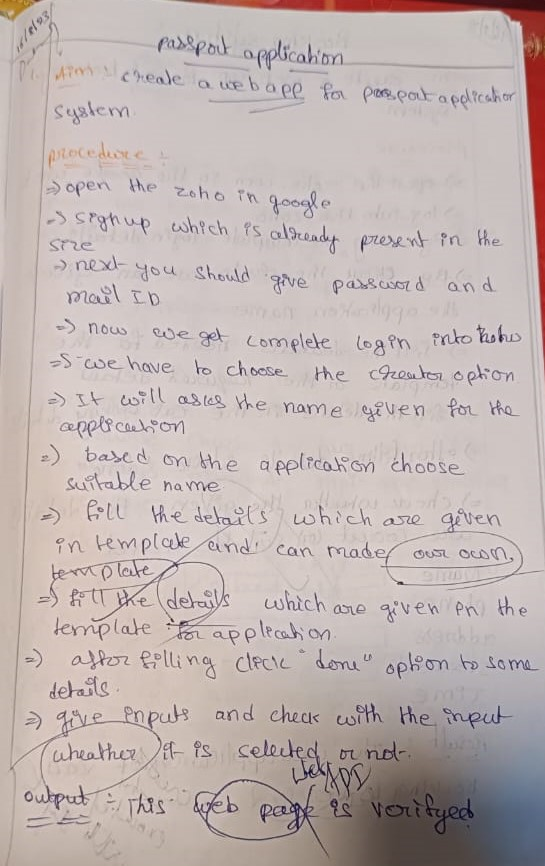 10/8/23
passport application
Aim : create a web app for passport application
system.
procedure :
⇒ open the zoho in google
⇒ signup which is already present in the
site
⇒ next you should give password and
mail ID
⇒ now we get complete login into zoho
⇒ we have to choose the creator option
⇒ It will asks the name given for the
application
⇒ based on the application choose
suitable name
⇒ fill the details which are given
in template and can made our own
template
⇒ fill the details which are given in the
template for application.
⇒ after filling click "done" option to some
details.
⇒ give inputs and check with the input
wheather it is selected or not.
web APP
output :- This web page is verifyed